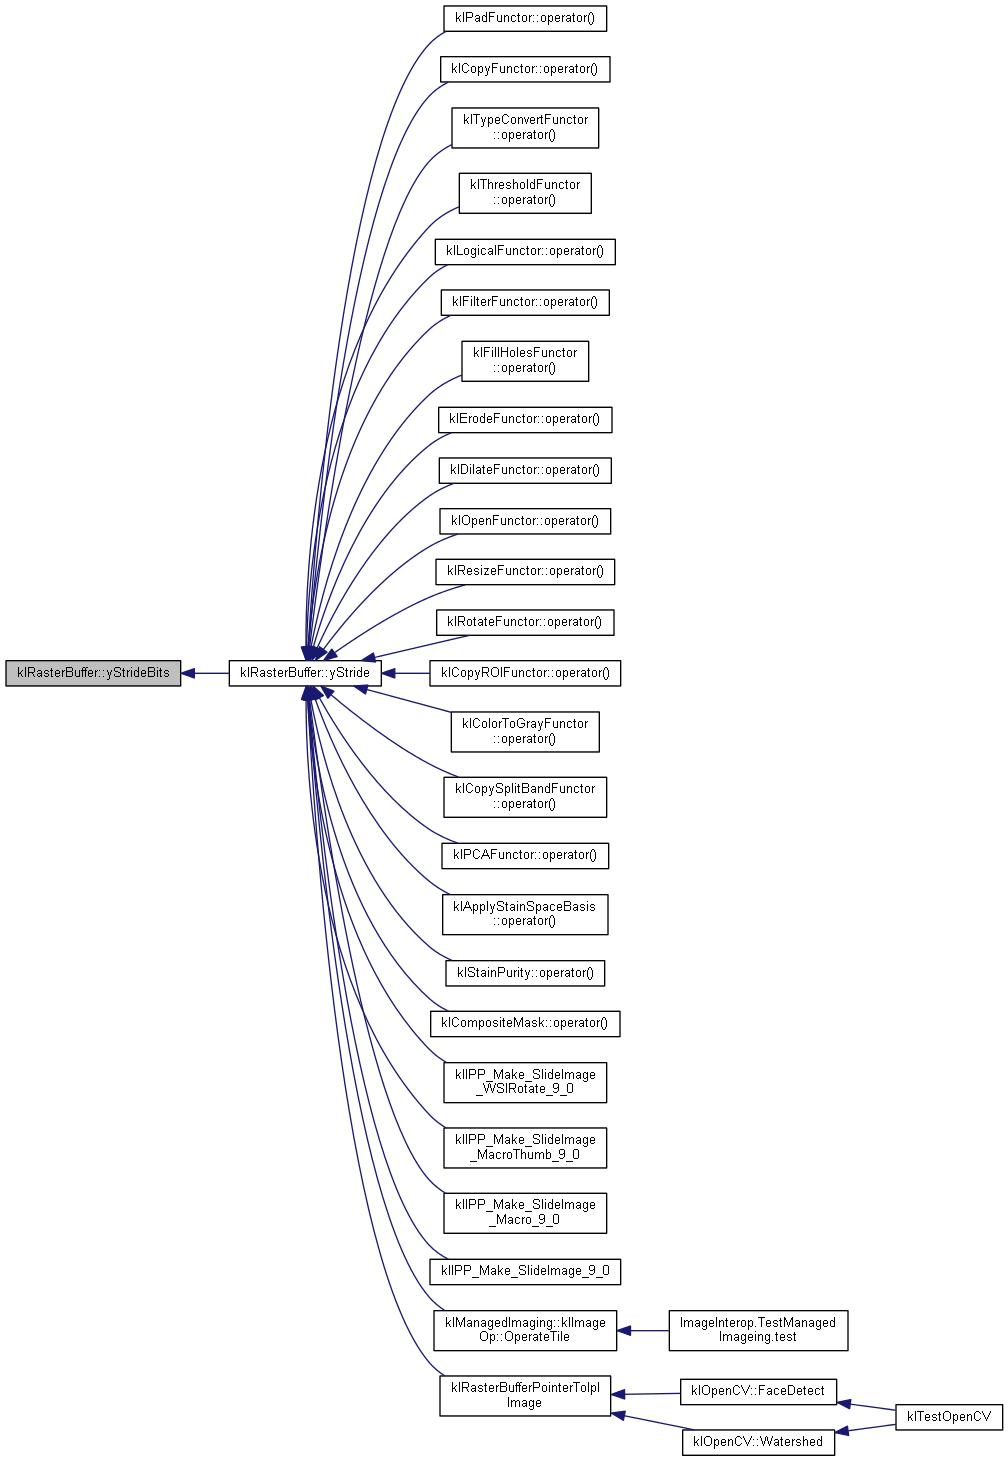 klPadFunctor::operator()
klCopyFunctor::operator()
klTypeConvertFunctor
::operator()
klThresholdFunctor
::operator()
klLogicalFunctor::operator()
klFilterFunctor::operator()
klFillHolesFunctor
::operator()
klErodeFunctor::operator()
klDilateFunctor::operator()
klOpenFunctor::operator()
klResizeFunctor::operator()
klRotateFunctor::operator()
klRasterBuffer::yStrideBits
klRasterBuffer::yStride
klCopyROIFunctor::operator()
klColorToGrayFunctor
::operator()
klCopySplitBandFunctor
::operator()
klPCAFunctor::operator()
klApplyStainSpaceBasis
::operator()
klStainPurity::operator()
klCompositeMask::operator()
klIPP_Make_SlideImage
_WSIRotate_9_0
klIPP_Make_SlideImage
_MacroThumb_9_0
klIPP_Make_SlideImage
_Macro_9_0
klIPP_Make_SlideImage_9_0
klManagedImaging::klImage
Op::OperateTile
ImageInterop.TestManaged
Imageing.test
klRasterBufferPointerToIpl
Image
klOpenCV::FaceDetect
klTestOpenCV
klOpenCV::Watershed